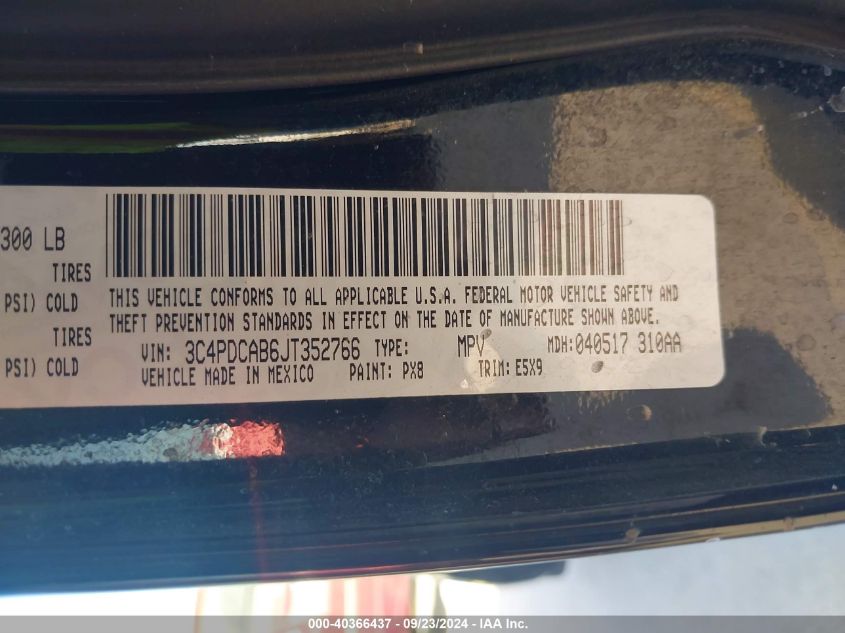 300 LB
TIRES
PSI) COLD
TIRES
PSI) COLD
THIS VEHICLE CONFORMS TO ALL APPLICABLE U.S.A. FEDERAL MOTOR VEHICLE SAFETY AND
THEFT PREVENTION STANDARDS IN EFFECT ON THE DATE OF MANUFACTURE SHOWN ABOVE.
VIN: 3C4PDCAB6JT352766 TYPE: MPV MDH:040517 310AA
VEHICLE MADE IN MEXICO PAINT: PX8 TRIM: E5X9
000-40366437 - 09/23/2024 - IAA Inc.